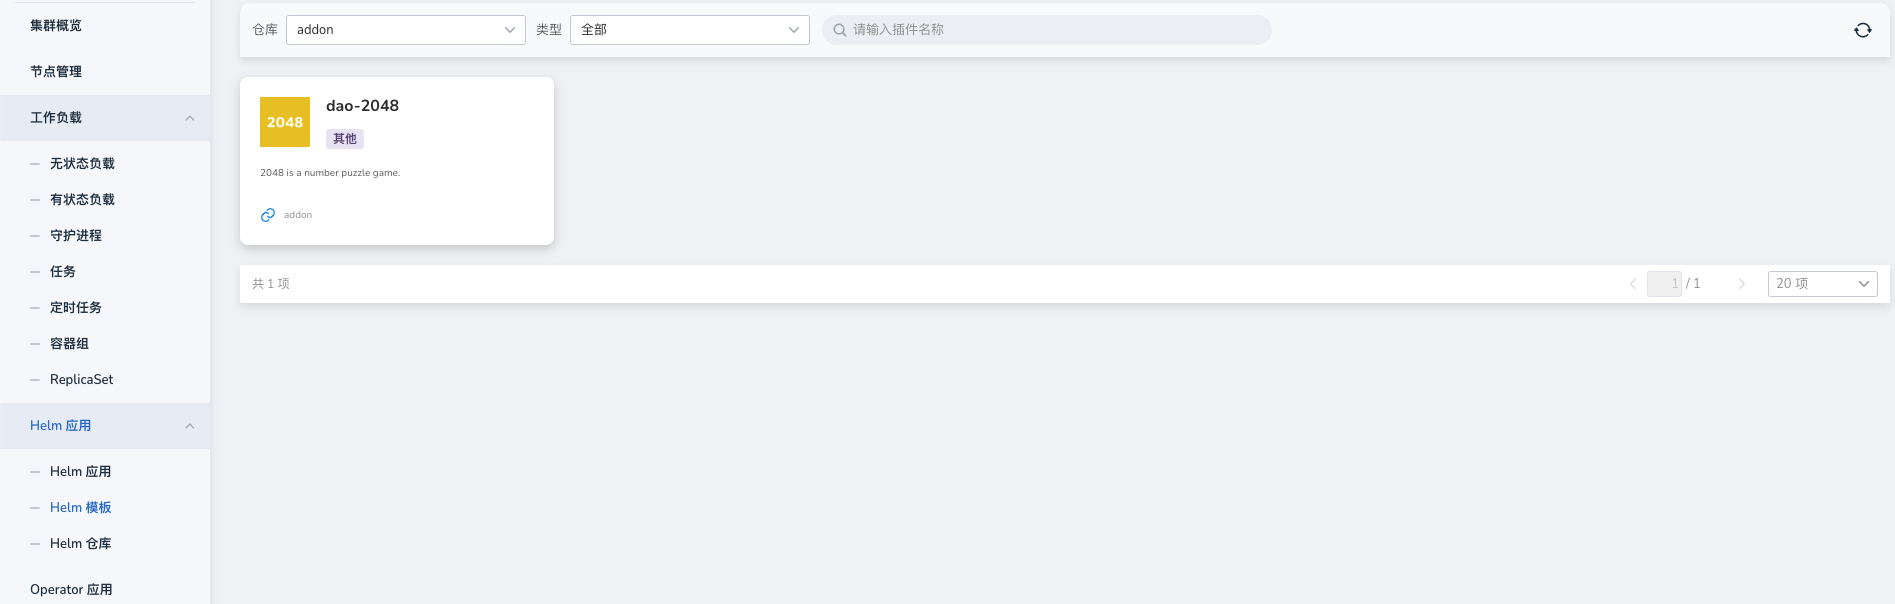 集群概览
节点管理
工作负载
无状态负载
有状态负载
守护进程
任务
定时任务
容器组
ReplicaSet
Helm 应用
Helm 应用
Helm 模板
Helm 仓库
Operator 应用
仓库 addon 类型 全部 请输入插件名称
2048
dao-2048
其他
2048 is a number puzzle game.
addon
共 1 项 1 / 1 20 项